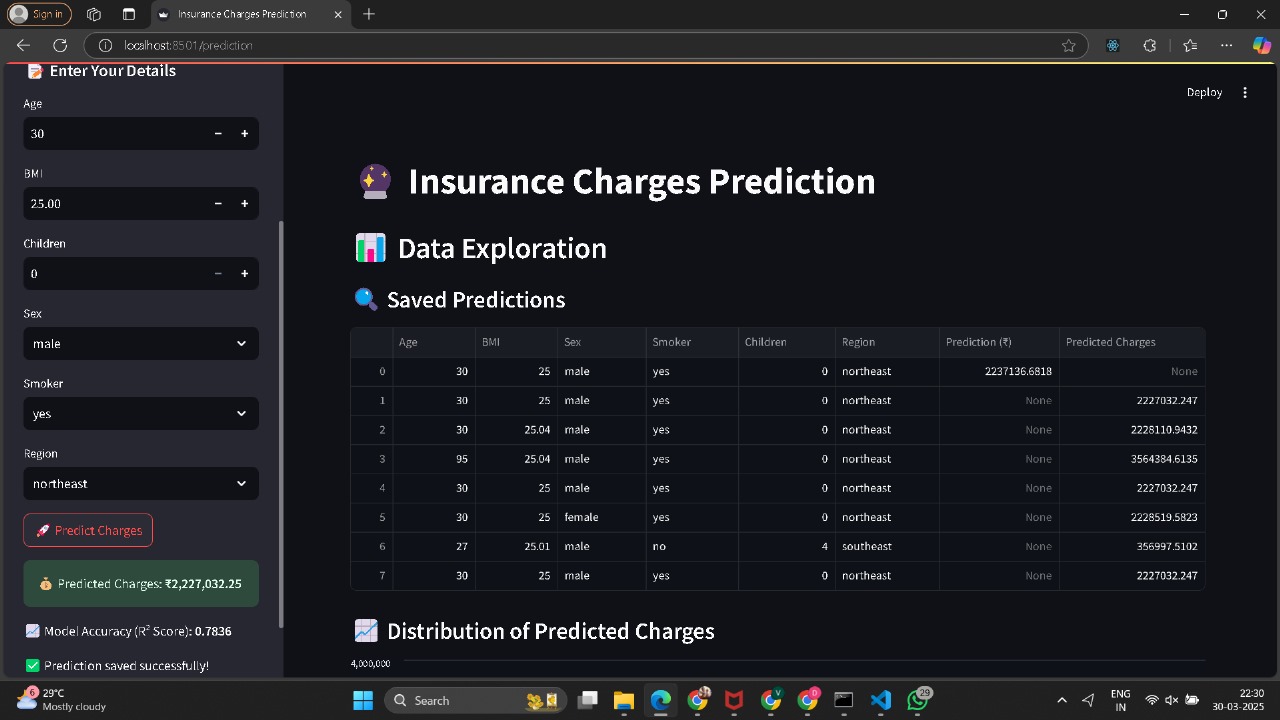 Sign in
Insurance Charges Prediction
localhost:8501/prediction
Enter Your Details
Age
30
BMI
25.00
Children
0
Sex
male
Smoker
yes
Region
northeast
Predict Charges
Predicted Charges: ₹2,227,032.25
Model Accuracy (R² Score): 0.7836
Prediction saved successfully!
Deploy
Insurance Charges Prediction
Data Exploration
Saved Predictions
Age BMI Sex Smoker Children Region Prediction (₹) Predicted Charges
0 30 25 male yes 0 northeast 2237136.6818 None
1 30 25 male yes 0 northeast None 2227032.247
2 30 25.04 male yes 0 northeast None 2228110.9432
3 95 25.04 male yes 0 northeast None 3564384.6135
4 30 25 male yes 0 northeast None 2227032.247
5 30 25 female yes 0 northeast None 2228519.5823
6 27 25.01 male no 4 southeast None 356997.5102
7 30 25 male yes 0 northeast None 2227032.247
Distribution of Predicted Charges
4,000,000
6
29°C
Mostly cloudy
Search
V
D
29
ENG
IN
22:30
30-03-2025